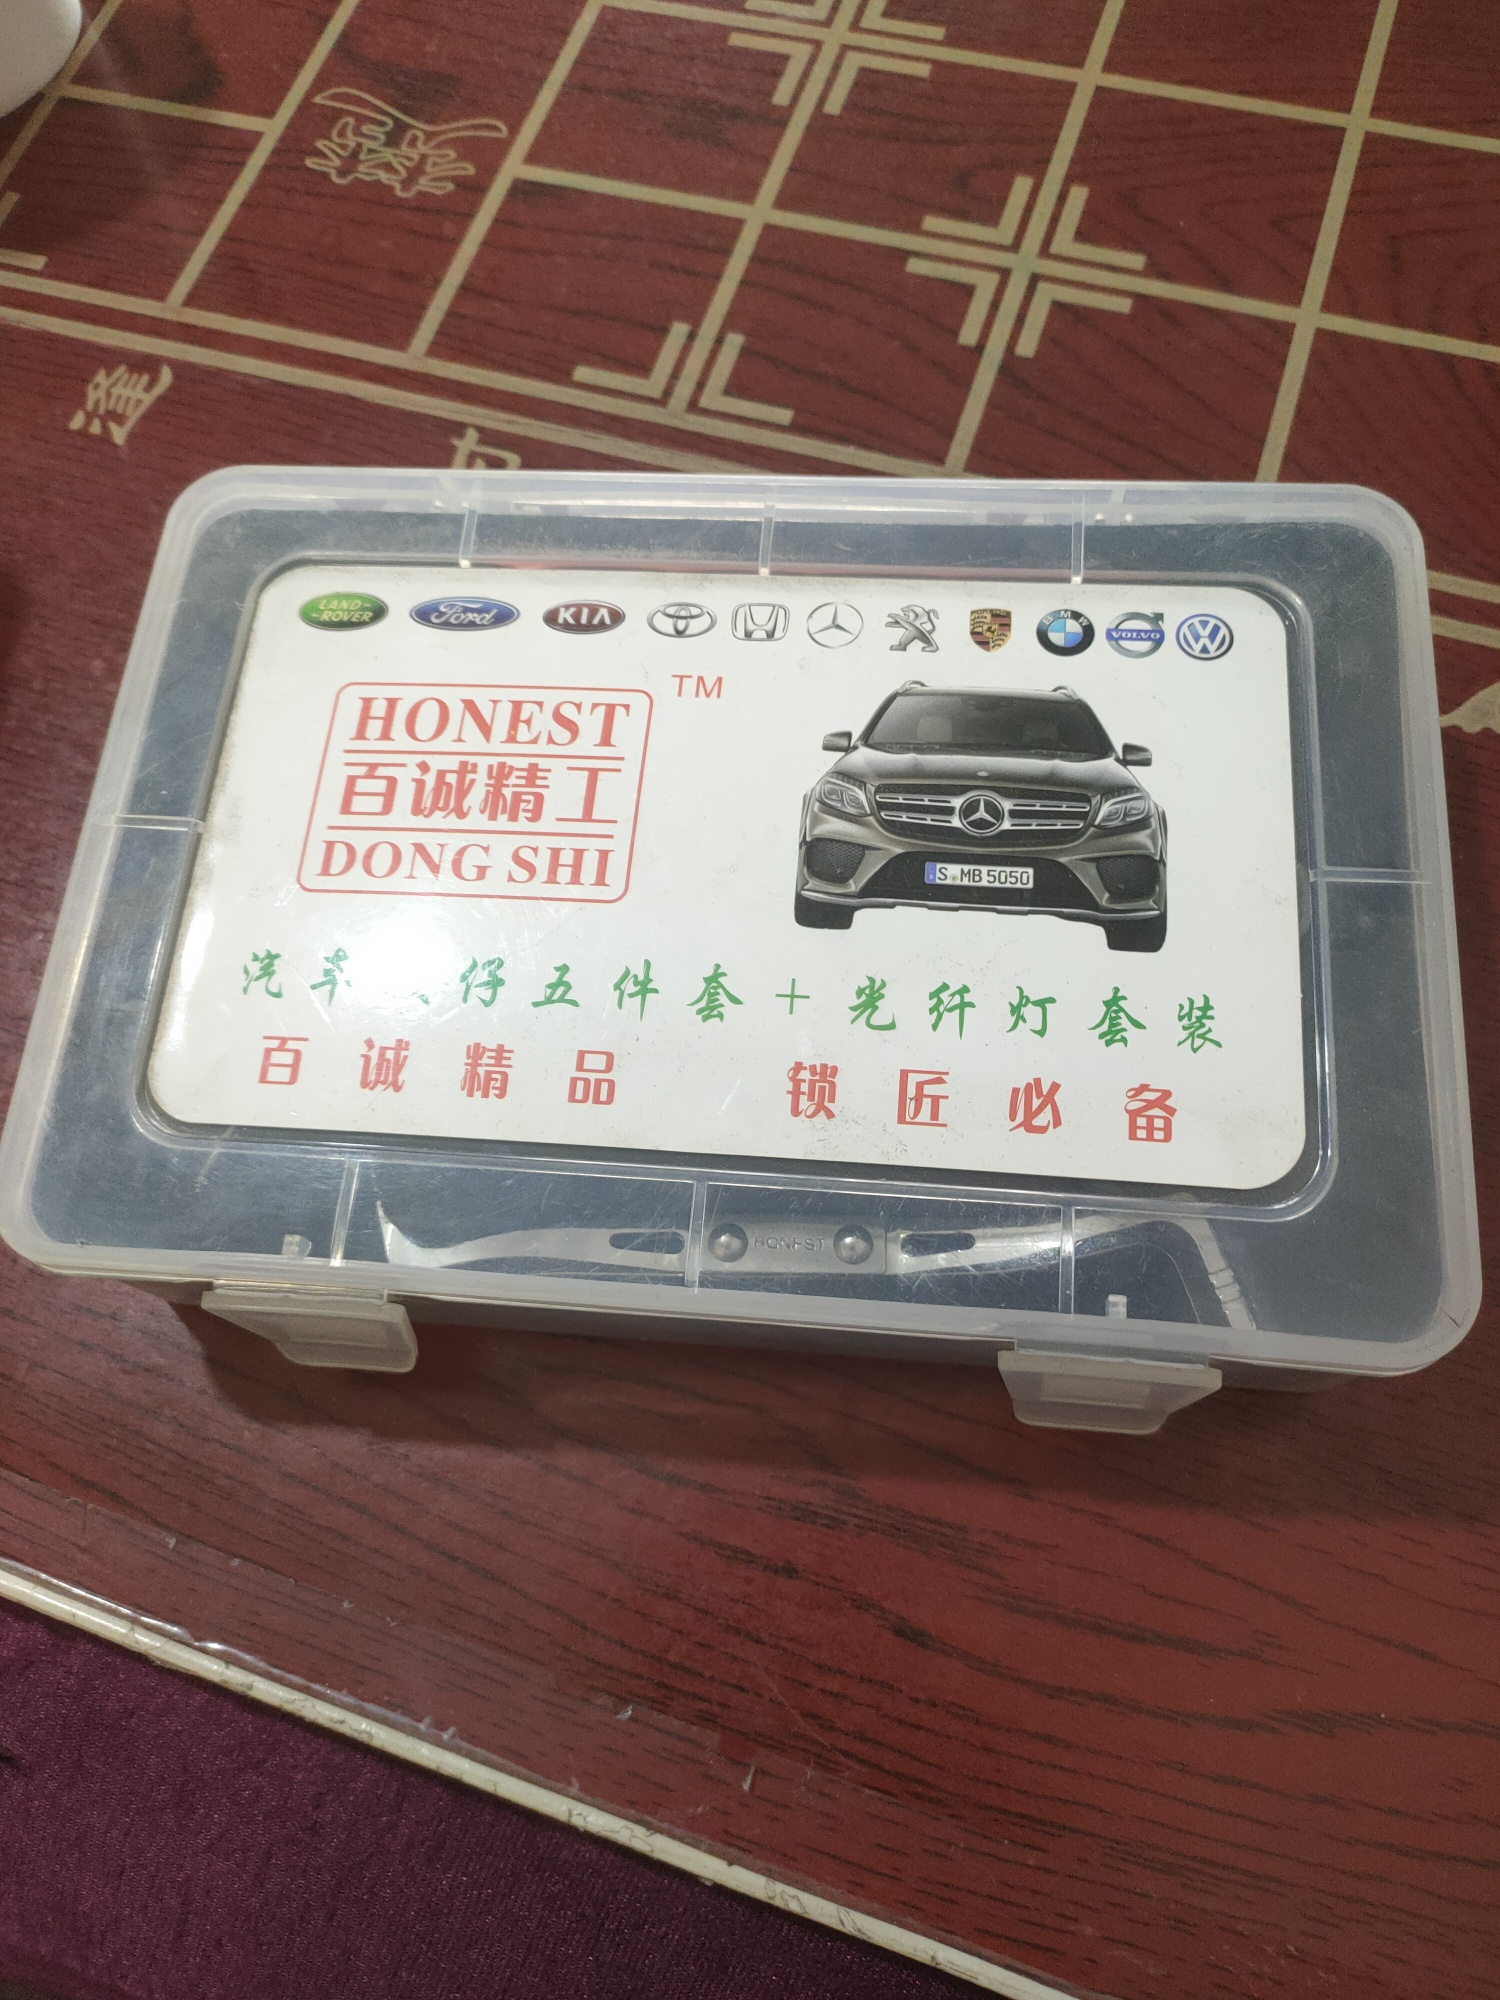 LAND-
-ROVER
Ford
KIA
BMW
VOLVO
HONEST
TM
百诚精工
DONG SHI
S MB 5050
汽车 仔五件套+光纤灯套装
百诚精品 锁匠必备
HONEST